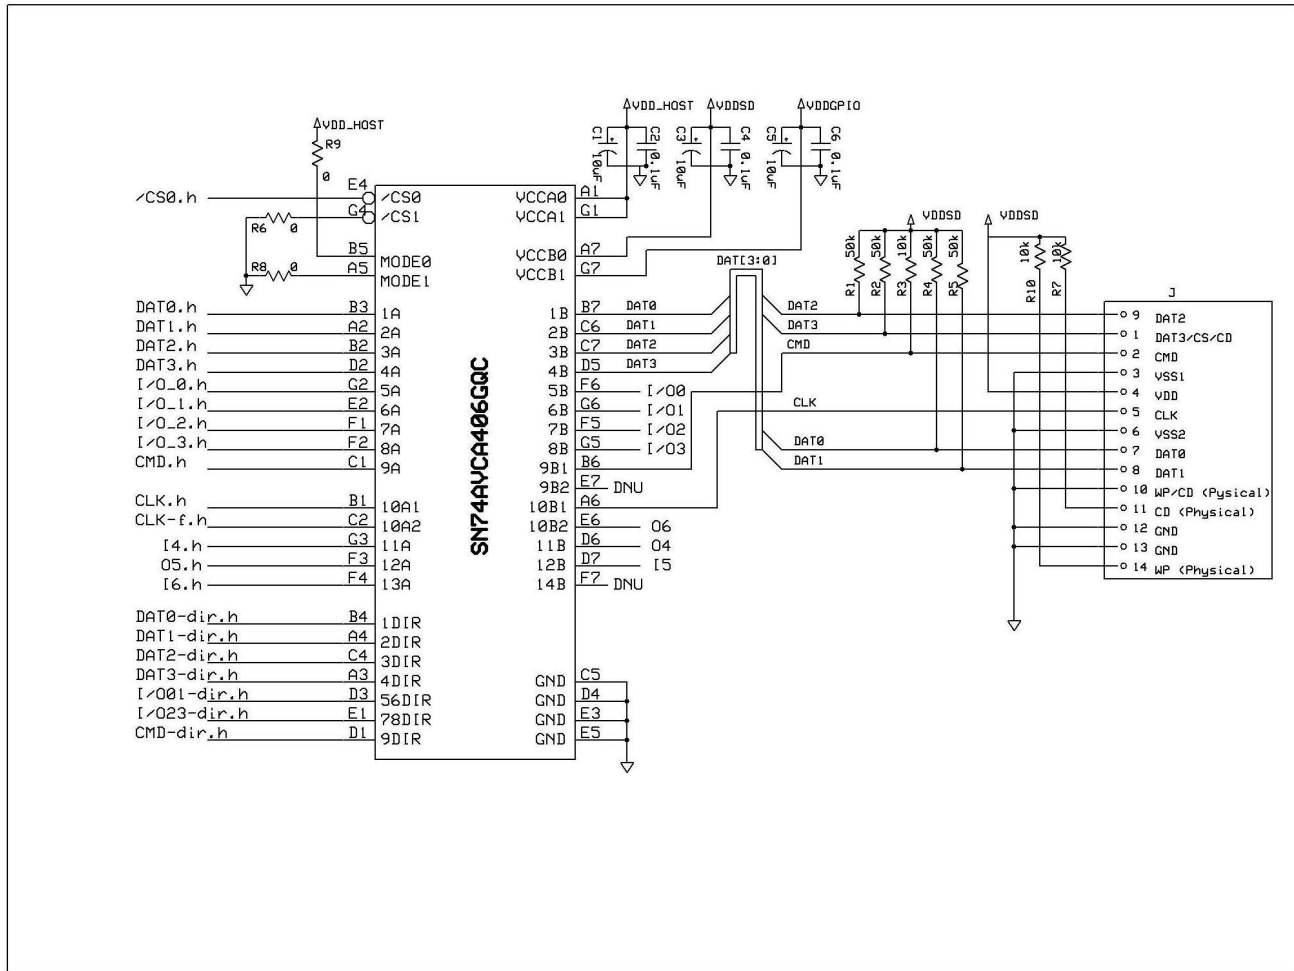 VDD_HOST
R9
0
/CS0.h
E4
/CS0
G4
/CS1
R6
0
B5
MODE0
R8
0
A5
MODE1
DAT0.h
B3
1A
DAT1.h
A2
2A
DAT2.h
B2
3A
DAT3.h
D2
4A
I/O_0.h
G2
5A
I/O_1.h
E2
6A
I/O_2.h
F1
7A
I/O_3.h
F2
8A
CMD.h
C1
9A
CLK.h
B1
10A1
CLK-f.h
C2
10A2
I4.h
G3
11A
O5.h
F3
12A
I6.h
F4
13A
DAT0-dir.h
B4
1DIR
DAT1-dir.h
A4
2DIR
DAT2-dir.h
C4
3DIR
DAT3-dir.h
A3
4DIR
I/O01-dir.h
D3
56DIR
I/O23-dir.h
E1
78DIR
CMD-dir.h
D1
9DIR
SN74AVCA406GQC
VDD_HOST
VDDSD
VDDGPIO
C1
10uF
C2
0.1uF
C3
10uF
C4
0.1uF
C5
10uF
C6
0.1uF
VCCA0
A1
VCCA1
G1
VCCB0
A7
VCCB1
G7
1B
B7
DAT0
2B
C6
DAT1
3B
C7
DAT2
4B
D5
DAT3
5B
F6
I/O0
6B
G6
I/O1
7B
F5
I/O2
8B
G5
I/O3
9B1
B6
9B2
E7
DNU
10B1
A6
10B2
E6
O6
11B
D6
O4
12B
D7
I5
14B
F7
DNU
GND
C5
GND
D4
GND
E3
GND
E5
DAT[3:0]
DAT2
DAT3
CMD
CLK
DAT0
DAT1
VDDSD
VDDSD
R1
50k
R2
50k
R3
10k
R4
50k
R5
50k
R10
10k
R7
10k
J
9 DAT2
1 DAT3/CS/CD
2 CMD
3 VSS1
4 VDD
5 CLK
6 VSS2
7 DAT0
8 DAT1
10 WP/CD (Pysical)
11 CD (Physical)
12 GND
13 GND
14 WP (Physical)